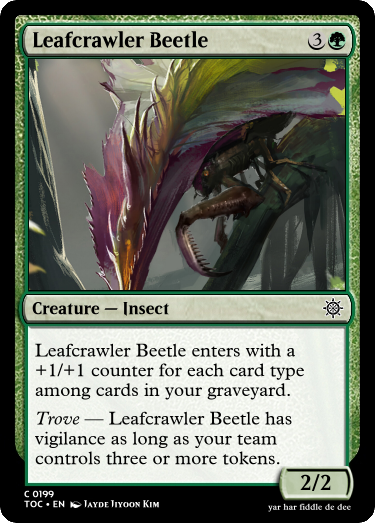 Leafcrawler Beetle 3
Creature — Insect
Leafcrawler Beetle enters with a
+1/+1 counter for each card type
among cards in your graveyard.
Trove — Leafcrawler Beetle has
vigilance as long as your team
controls three or more tokens.
2/2
C 0199
TOC • EN Jayde Jiyoon Kim
yar har fiddle de dee